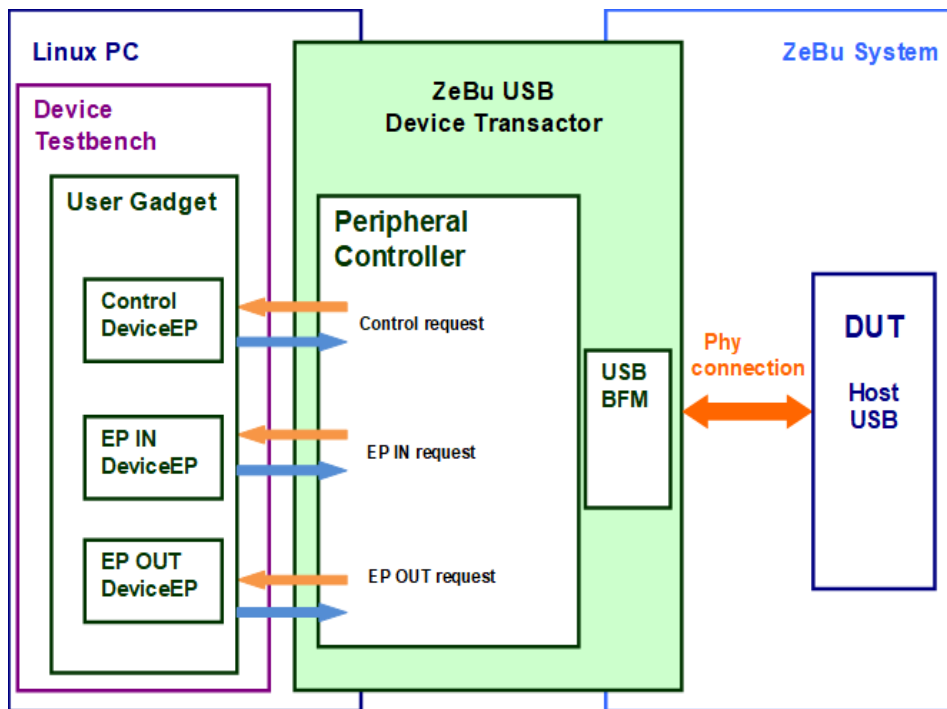 Linux PC
ZeBu System
ZeBu USB
Device Transactor
Device
Testbench
User Gadget
Peripheral
Controller
Control
DeviceEP
Control request
EP IN
DeviceEP
EP IN request
EP OUT
DeviceEP
EP OUT request
USB
BFM
Phy
connection
DUT
Host
USB